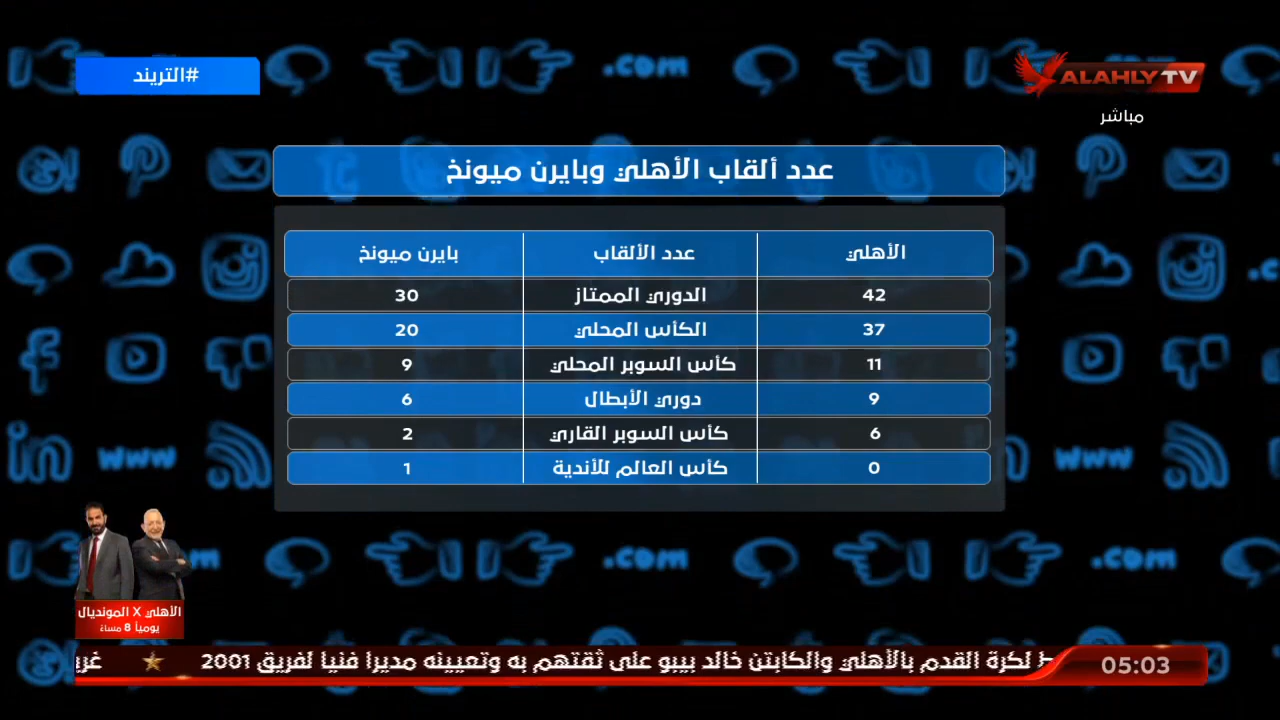 #التريند
ALAHLY TV
مباشر
عدد ألقاب الأهلي وبايرن ميونخ
الأهلي عدد الألقاب بايرن ميونخ
42 الدوري الممتاز 30
37 الكأس المحلي 20
11 كأس السوبر المحلي 9
9 دوري الأبطال 6
6 كأس السوبر القاري 2
0 كأس العالم للأندية 1
الأهلي X المونديال
يومياً 8 مساءً
05:03
لكرة القدم بالأهلي والكابتن خالد بيبو على ثقتهم به وتعيينه مديرا فنيا لفريق 2001
.com
www